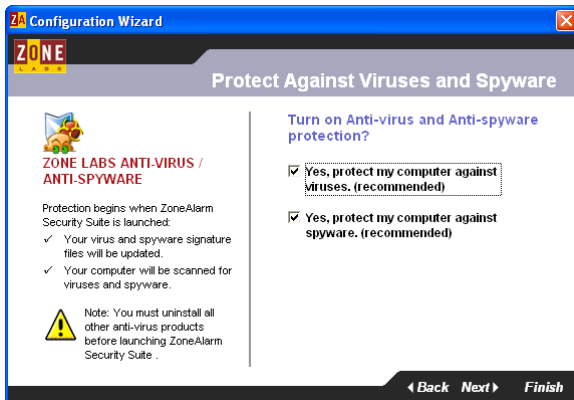 ZA Configuration Wizard
ZONE
LABS
Protect Against Viruses and Spyware
ZONE LABS ANTI-VIRUS /
ANTI-SPYWARE
Protection begins when ZoneAlarm
Security Suite is launched:
✓ Your virus and spyware signature
files will be updated.
✓ Your computer will be scanned for
viruses and spyware.
Note: You must uninstall all
other anti-virus products
before launching ZoneAlarm
Security Suite .
Turn on Anti-virus and Anti-spyware
protection?
Yes, protect my computer against
viruses. (recommended)
Yes, protect my computer against
spyware. (recommended)
Back Next Finish